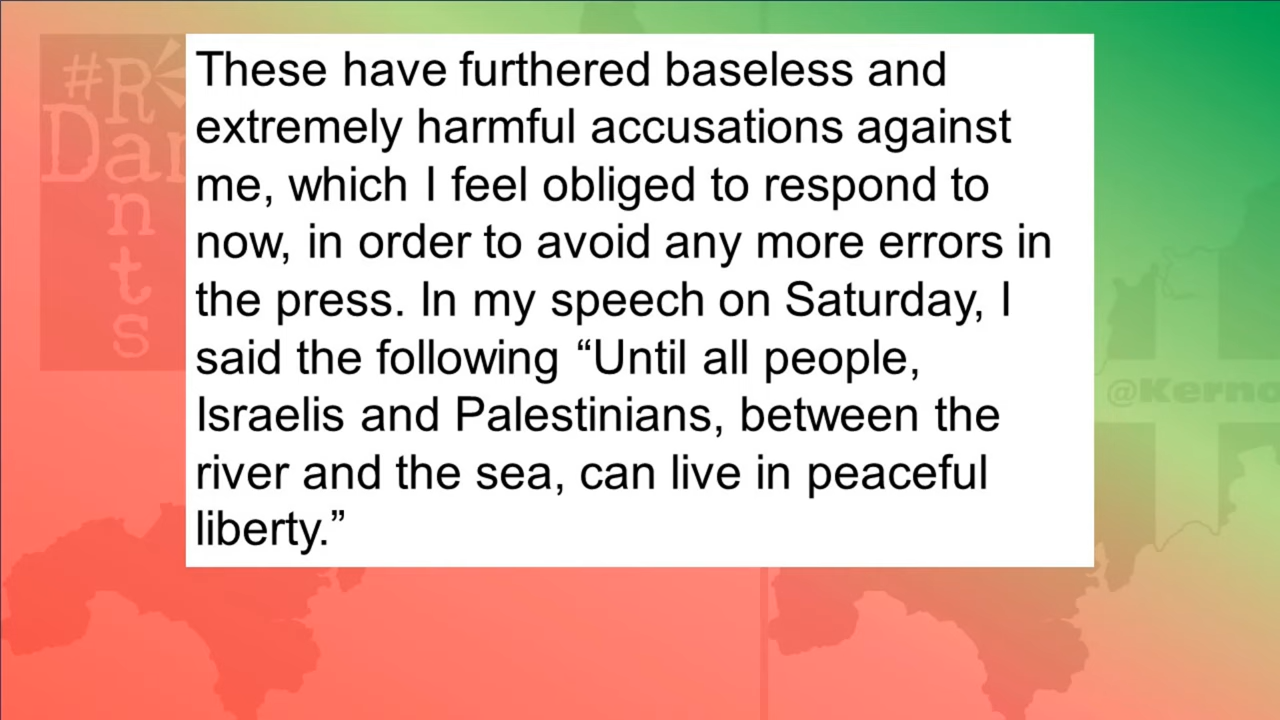 #R
Dan
n
t
s
These have furthered baseless and
extremely harmful accusations against
me, which I feel obliged to respond to
now, in order to avoid any more errors in
the press. In my speech on Saturday, I
said the following “Until all people,
Israelis and Palestinians, between the
river and the sea, can live in peaceful
liberty.”
@Kerno